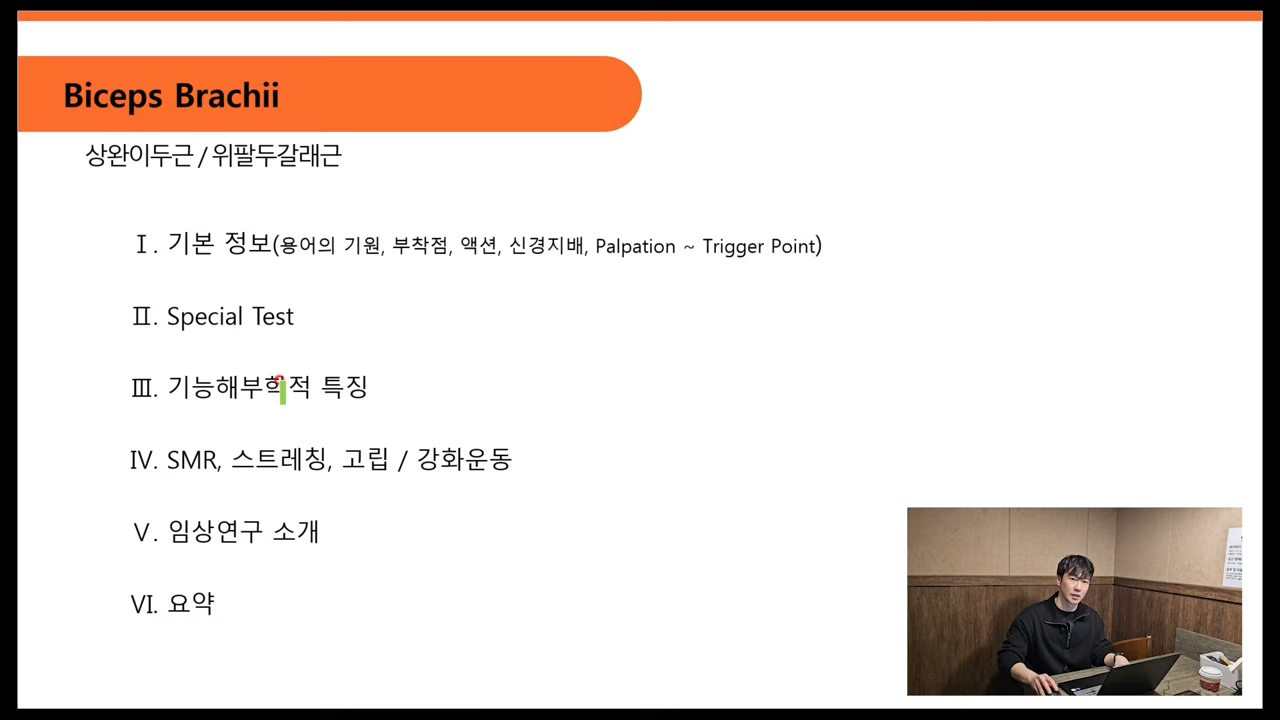 Biceps Brachii
상완이두근 / 위팔두갈래근
Ⅰ. 기본 정보(용어의 기원, 부착점, 액션, 신경지배, Palpation ~ Trigger Point)
Ⅱ. Special Test
Ⅲ. 기능해부학적 특징
Ⅳ. SMR, 스트레칭, 고립 / 강화운동
Ⅴ. 임상연구 소개
Ⅵ. 요약